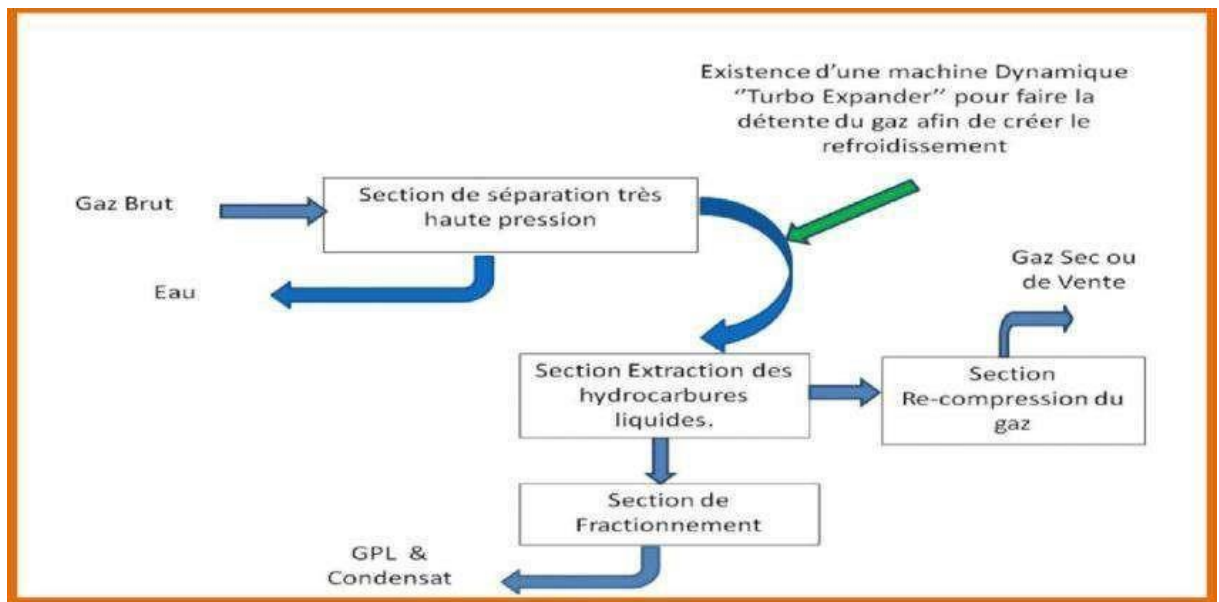 Existence d'une machine Dynamique
‘’Turbo Expander’’ pour faire la
détente du gaz afin de créer le
refroidissement
Gaz Brut
Section de séparation très
haute pression
Eau
Gaz Sec ou
de Vente
Section Extraction des
hydrocarbures
liquides.
Section
Re-compression du
gaz
Section de
Fractionnement
GPL &
Condensat